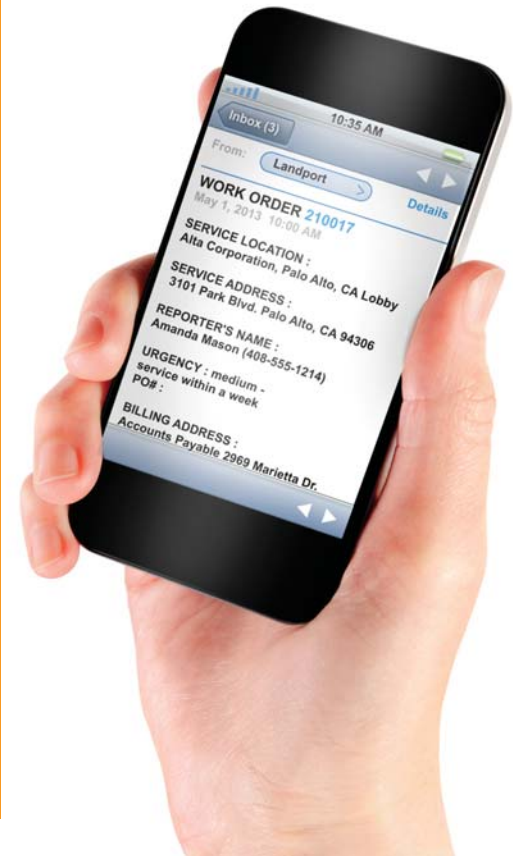 10:35 AM
Inbox (3)
From: Landport
Details
WORK ORDER 210017
May 1, 2013 10:00 AM
SERVICE LOCATION :
Alta Corporation, Palo Alto, CA Lobby
SERVICE ADDRESS :
3101 Park Blvd. Palo Alto, CA 94306
REPORTER'S NAME :
Amanda Mason (408-555-1214)
URGENCY : medium -
service within a week
PO# :
BILLING ADDRESS :
Accounts Payable 2969 Marietta Dr.